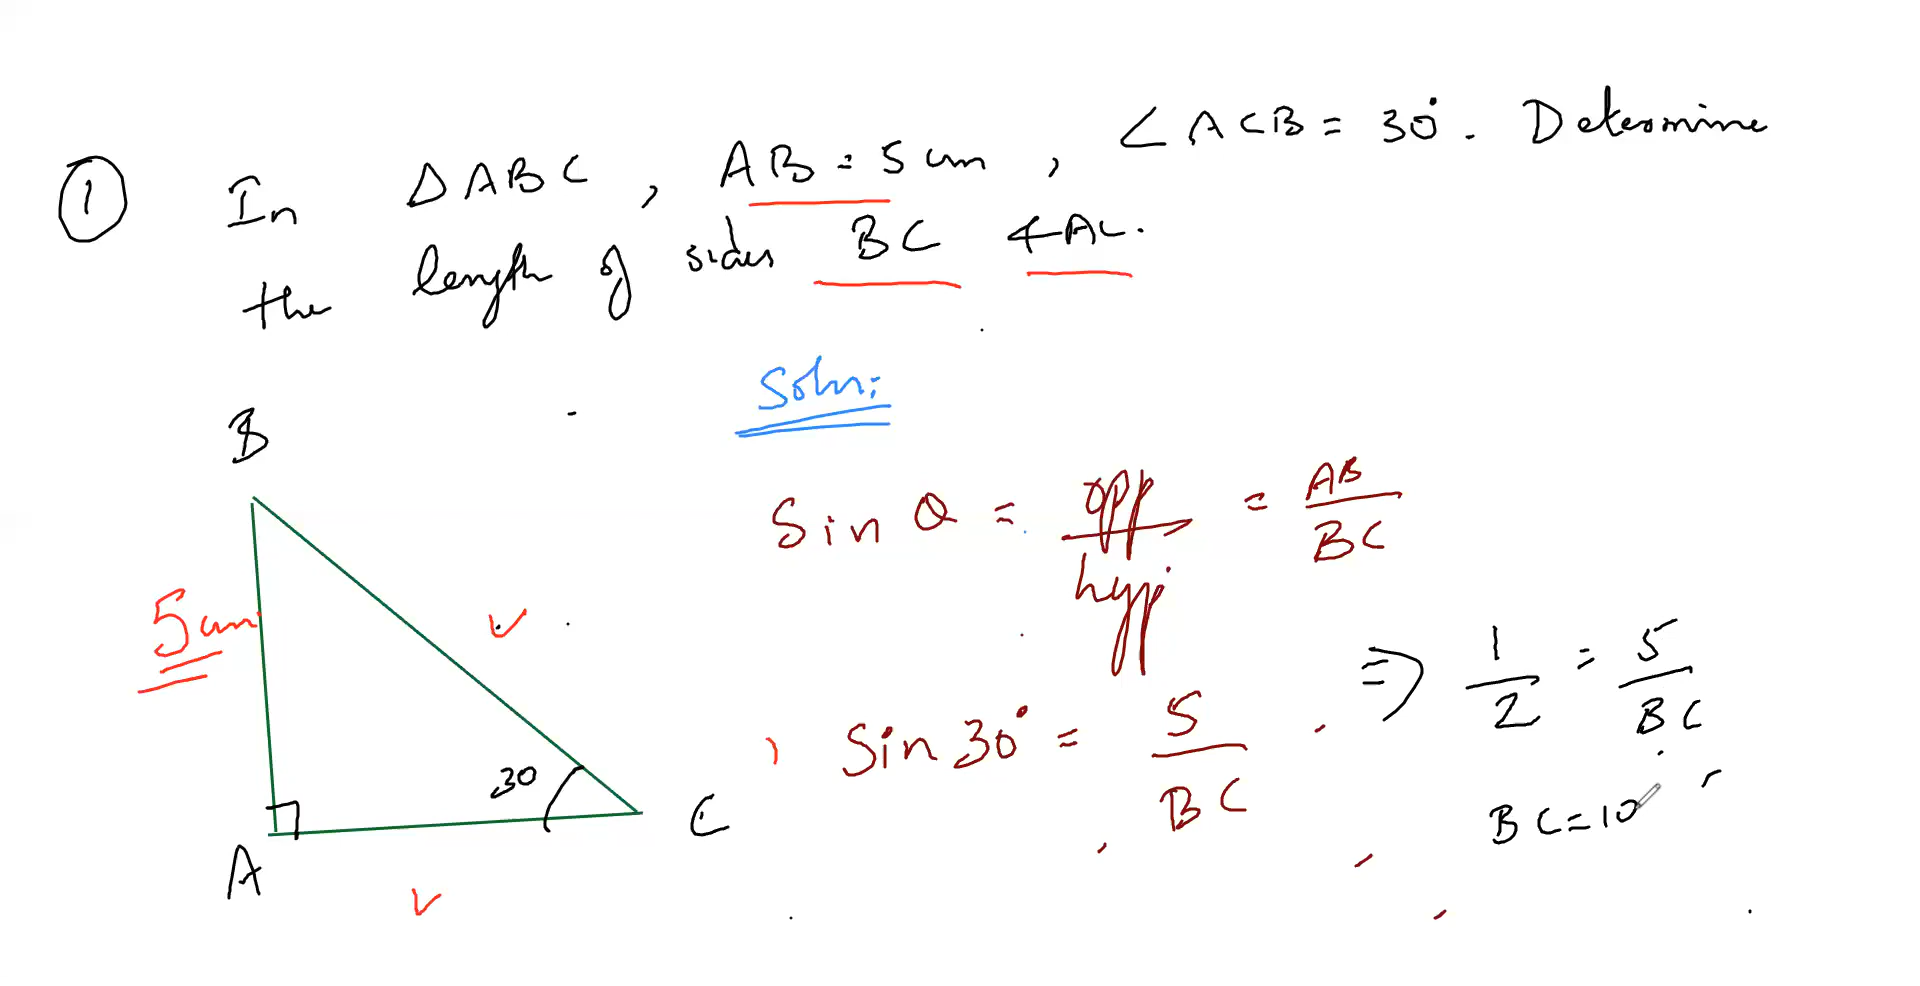 ① In ΔABC, AB = 5 cm, ∠ACB = 30°. Determine
the length of sides BC & AC.
Soln:
B
Sin θ = opp/hyp = AB/BC
5 cm
⇒ 1/2 = 5/BC
Sin 30° = 5/BC
30
BC = 10
C
A